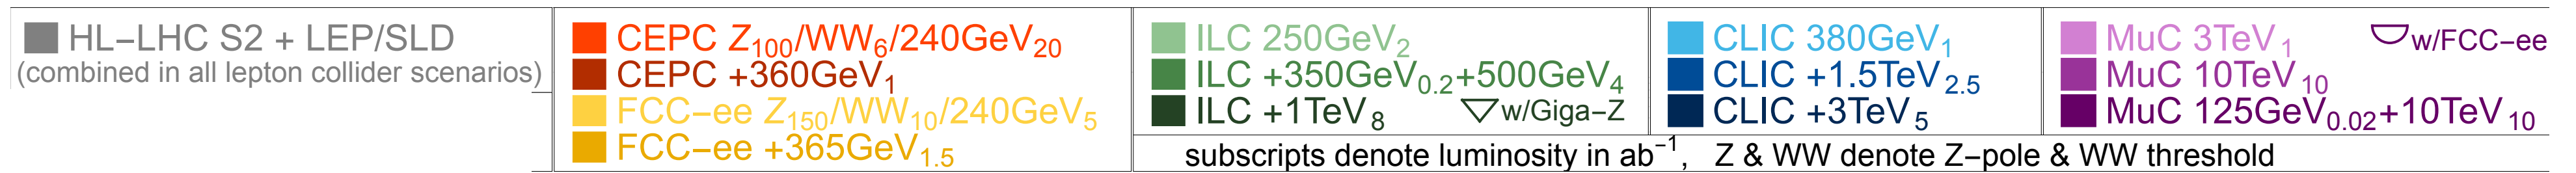 HL−LHC S2 + LEP/SLD
(combined in all lepton collider scenarios)
CEPC Z₁₀₀/WW₆/240GeV₂₀
CEPC +360GeV₁
FCC−ee Z₁₅₀/WW₁₀/240GeV₅
FCC−ee +365GeV₁.₅
ILC 250GeV₂
ILC +350GeV₀.₂+500GeV₄
ILC +1TeV₈ w/Giga−Z
CLIC 380GeV₁
CLIC +1.5TeV₂.₅
CLIC +3TeV₅
MuC 3TeV₁ w/FCC−ee
MuC 10TeV₁₀
MuC 125GeV₀.₀₂+10TeV₁₀
subscripts denote luminosity in ab⁻¹, Z & WW denote Z−pole & WW threshold